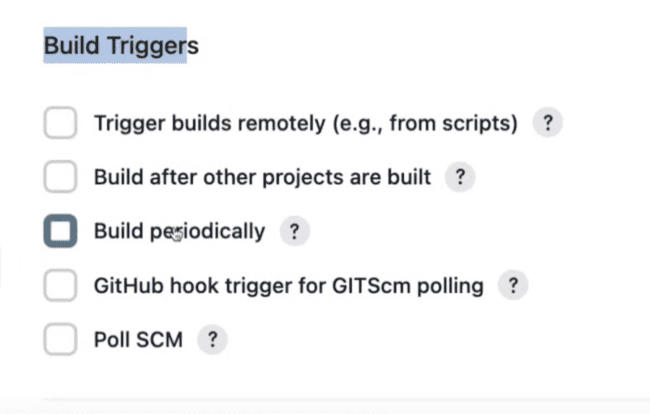 Build Triggers
Trigger builds remotely (e.g., from scripts) ?
Build after other projects are built ?
Build periodically ?
GitHub hook trigger for GITScm polling ?
Poll SCM ?